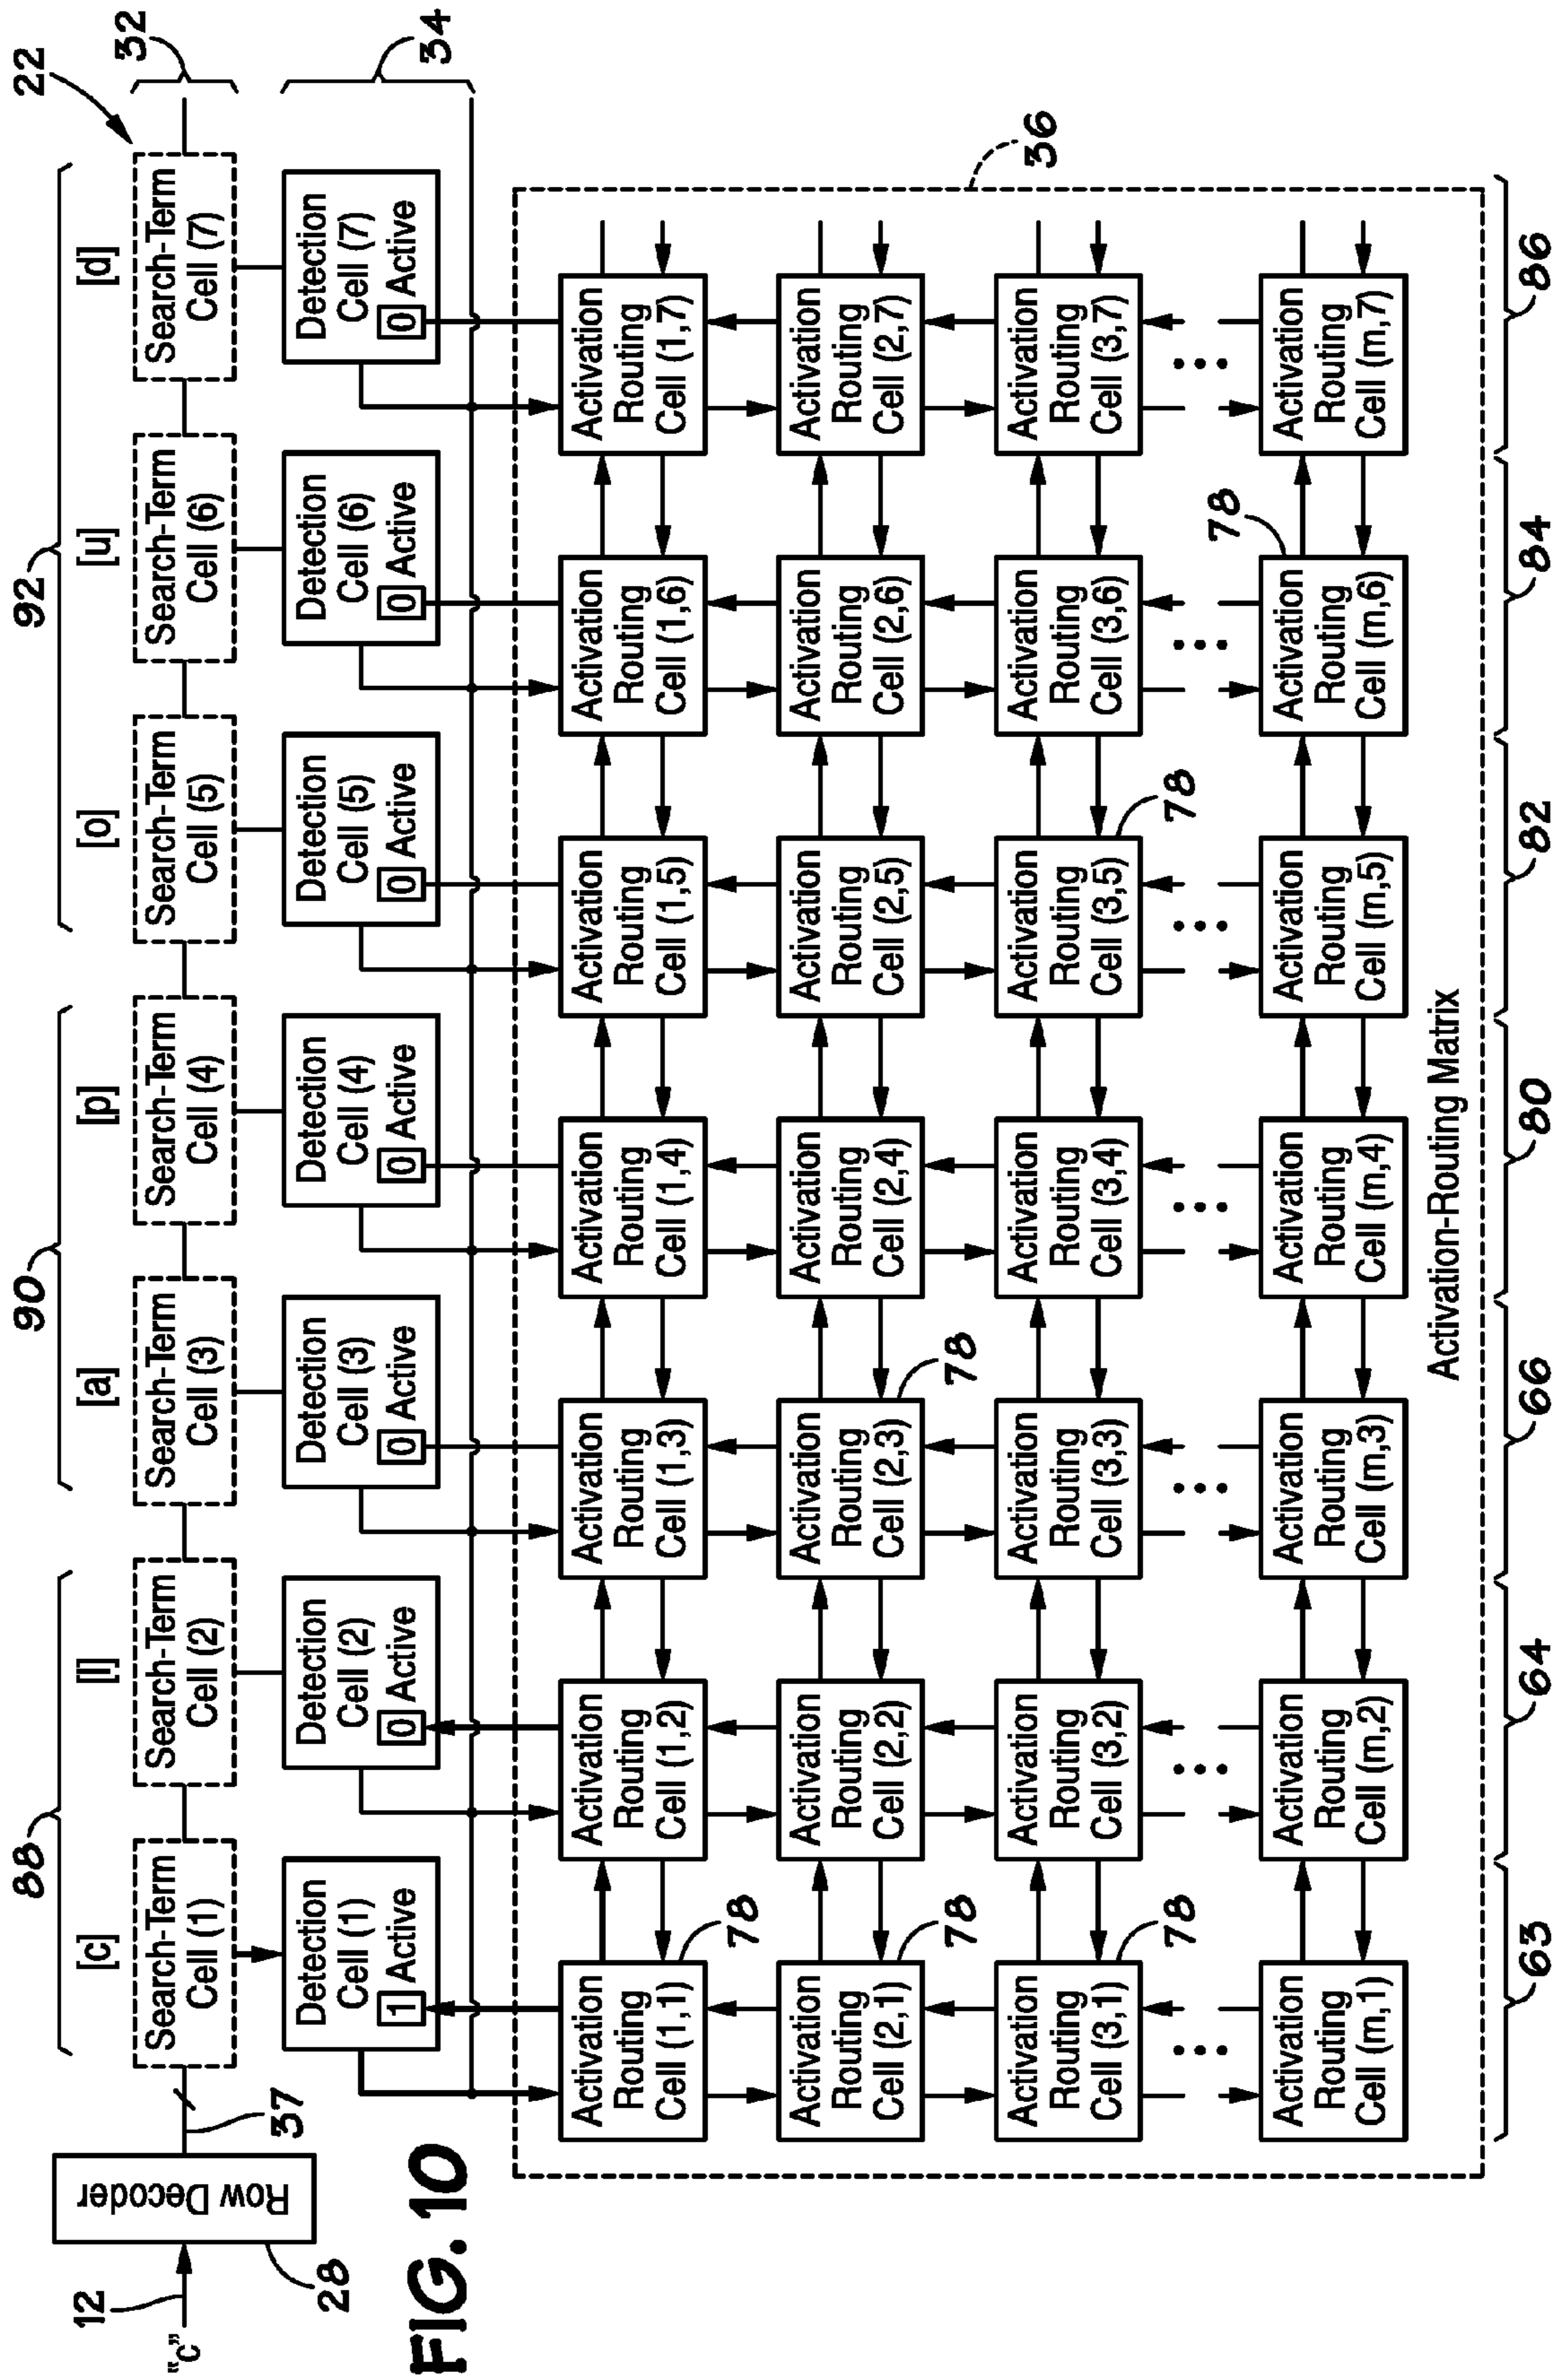 88
90
92
22
[c]
[l]
[a]
[p]
[o]
[u]
[d]
12
"c"
Row Decoder
28
37
Search-Term
Cell (1)
Search-Term
Cell (2)
Search-Term
Cell (3)
Search-Term
Cell (4)
Search-Term
Cell (5)
Search-Term
Cell (6)
Search-Term
Cell (7)
32
Detection
Cell (1)
1 Active
Detection
Cell (2)
0 Active
Detection
Cell (3)
0 Active
Detection
Cell (4)
0 Active
Detection
Cell (5)
0 Active
Detection
Cell (6)
0 Active
Detection
Cell (7)
0 Active
34
FIG. 10
Activation
Routing
Cell (1,1)
78
Activation
Routing
Cell (1,2)
Activation
Routing
Cell (1,3)
Activation
Routing
Cell (1,4)
Activation
Routing
Cell (1,5)
Activation
Routing
Cell (1,6)
Activation
Routing
Cell (1,7)
Activation
Routing
Cell (2,1)
78
Activation
Routing
Cell (2,2)
Activation
Routing
Cell (2,3)
78
Activation
Routing
Cell (2,4)
Activation
Routing
Cell (2,5)
Activation
Routing
Cell (2,6)
Activation
Routing
Cell (2,7)
36
Activation
Routing
Cell (3,1)
78
Activation
Routing
Cell (3,2)
Activation
Routing
Cell (3,3)
Activation
Routing
Cell (3,4)
Activation
Routing
Cell (3,5)
78
Activation
Routing
Cell (3,6)
Activation
Routing
Cell (3,7)
Activation
Routing
Cell (m,1)
Activation
Routing
Cell (m,2)
Activation
Routing
Cell (m,3)
Activation
Routing
Cell (m,4)
Activation
Routing
Cell (m,5)
78
Activation
Routing
Cell (m,6)
Activation
Routing
Cell (m,7)
Activation-Routing Matrix
63
64
66
80
82
84
86